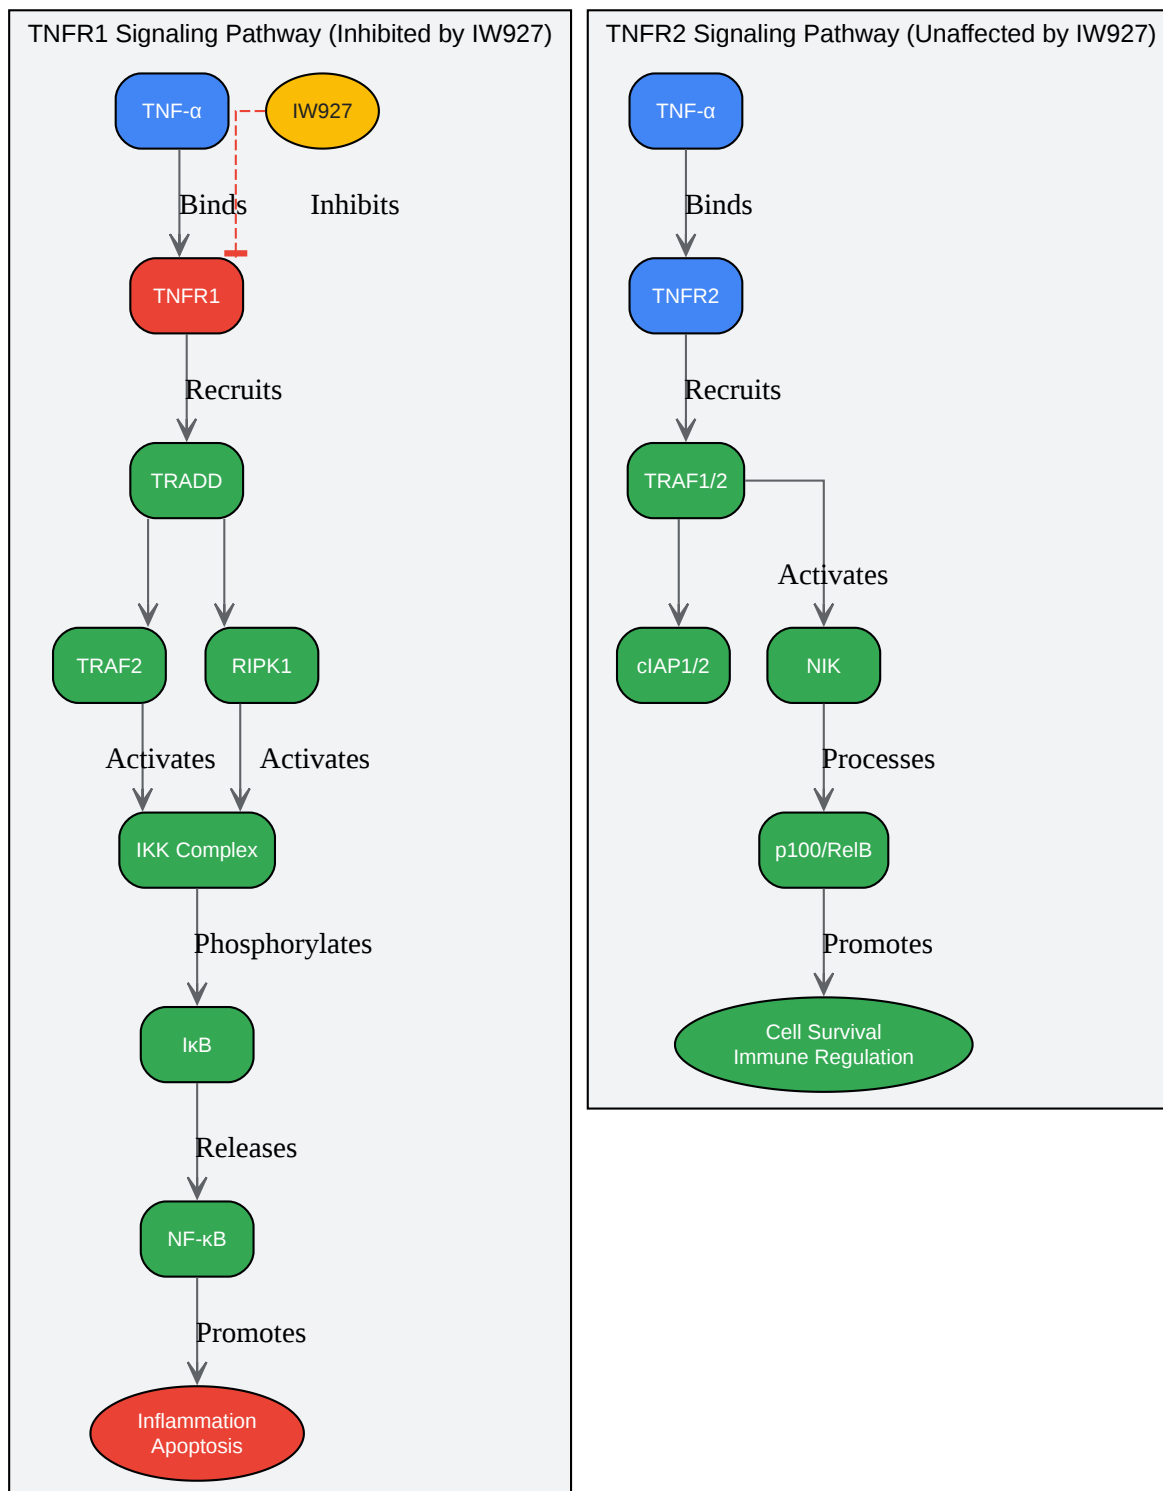 TNFR1 Signaling Pathway (Inhibited by IW927)
TNF-α
IW927
Binds
Inhibits
TNFR1
Recruits
TRADD
TRAF2
RIPK1
Activates
Activates
IKK Complex
Phosphorylates
IκB
Releases
NF-κB
Promotes
Inflammation
Apoptosis
TNFR2 Signaling Pathway (Unaffected by IW927)
TNF-α
Binds
TNFR2
Recruits
TRAF1/2
Activates
cIAP1/2
NIK
Processes
p100/RelB
Promotes
Cell Survival
Immune Regulation